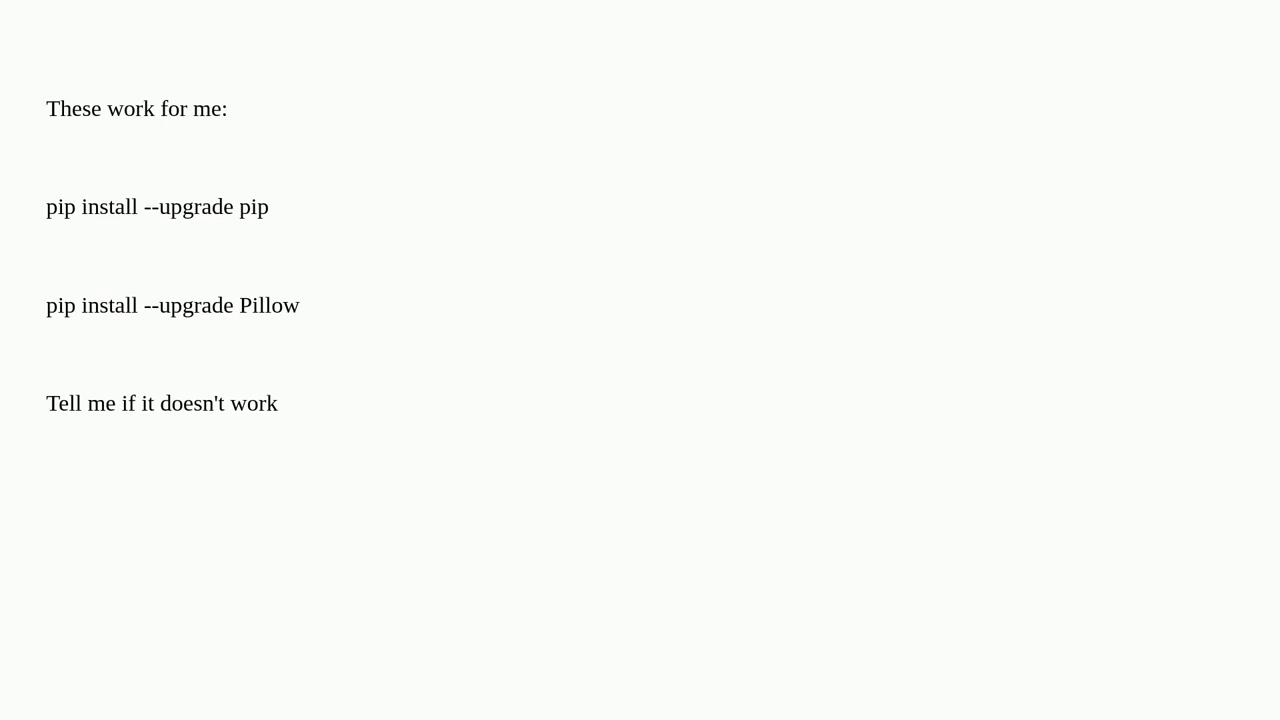 These work for me:
pip install --upgrade pip
pip install --upgrade Pillow
Tell me if it doesn't work